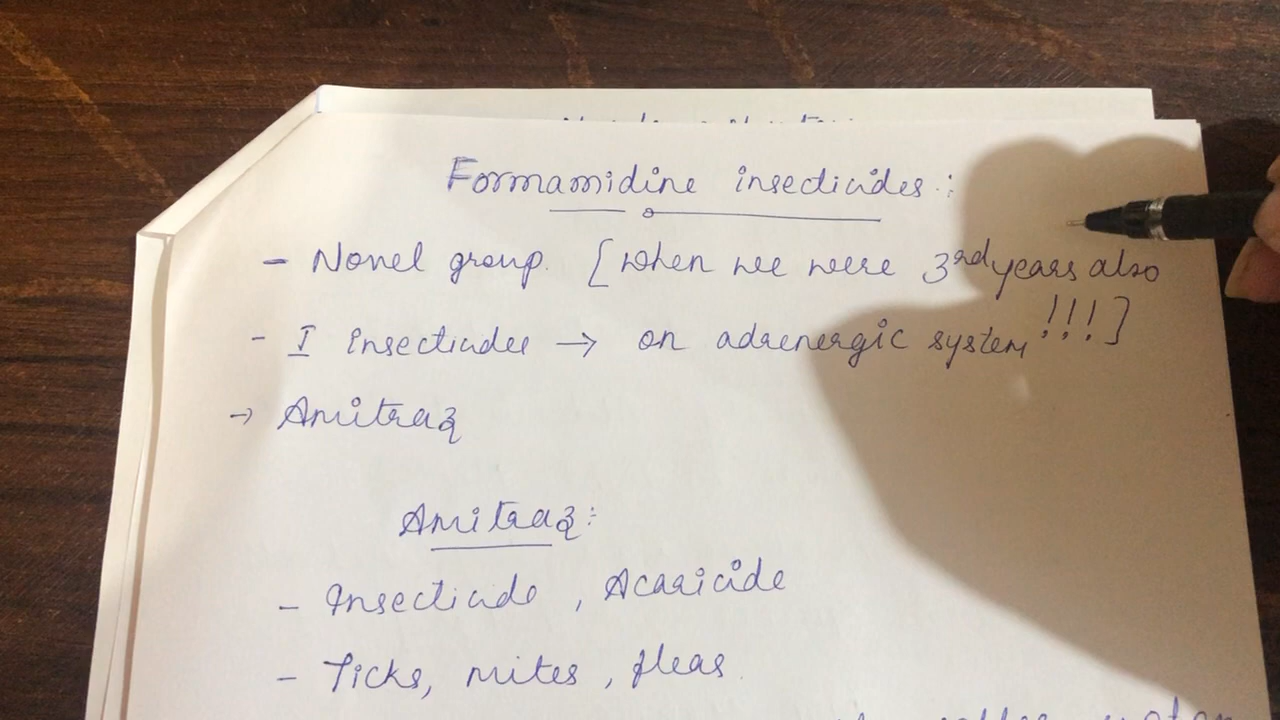 Formamidine insecticides :
- Novel group. [when we were 3rd years also !!!]
- I insecticides → on adrenergic system
→ Amitraz
Amitraz :
- Insecticide , Acaricide
- Ticks, mites , fleas